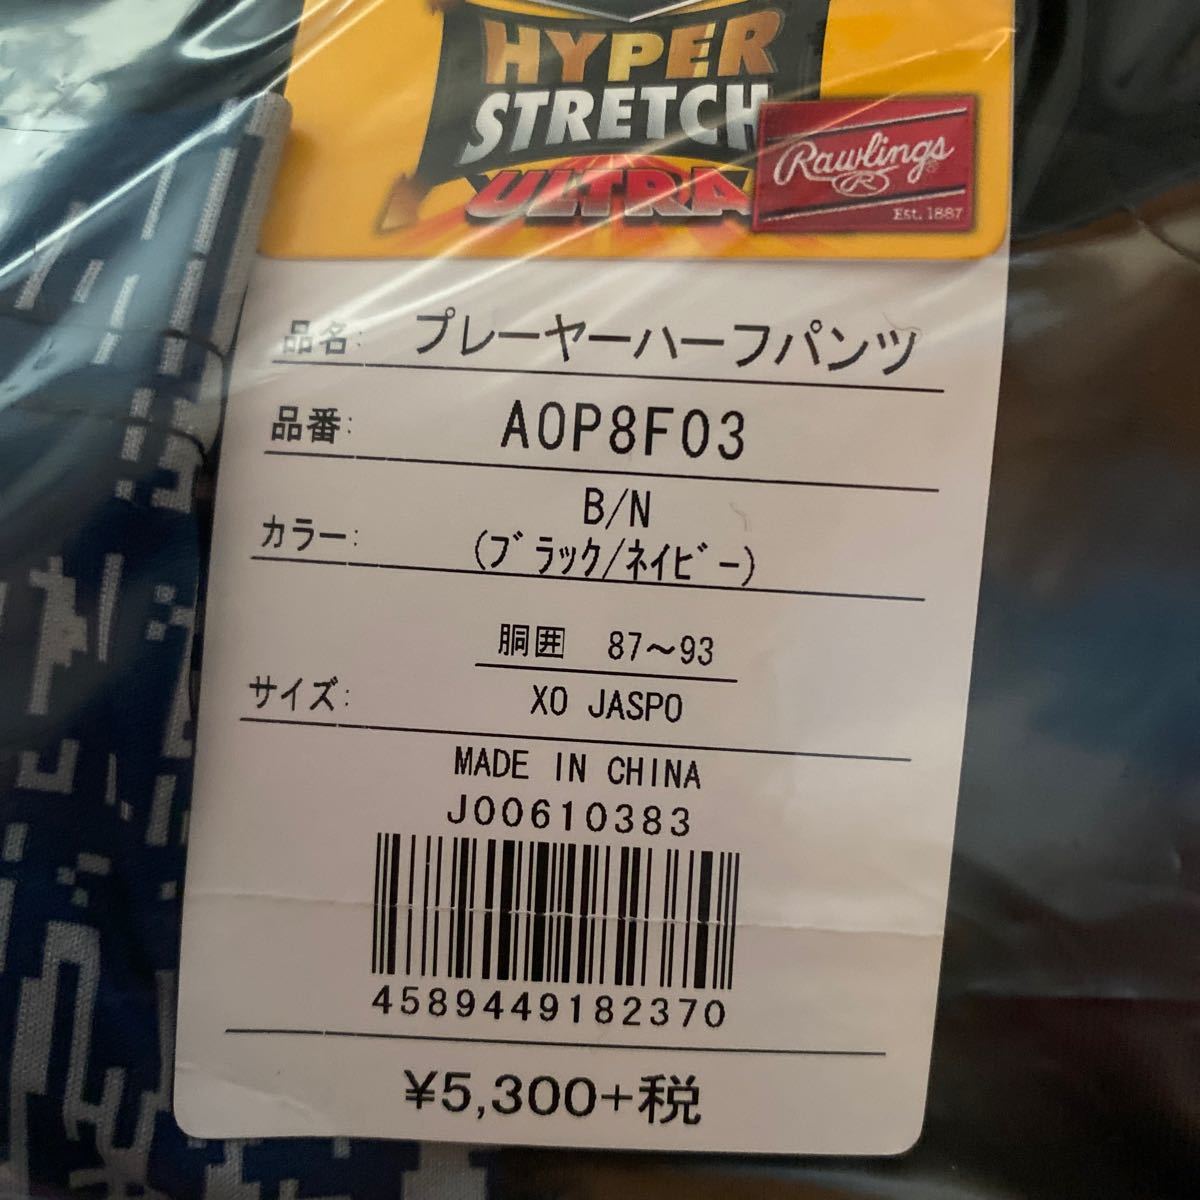 HYPER
STRETCH
ULTRA
Rawlings
R
Est. 1887
品名: プレーヤーハーフパンツ
品番: AOP8F03
B/N
カラー: (ブラック/ネイビー)
胴囲 87〜93
サイズ: XO JASPO
MADE IN CHINA
J00610383
4589449182370
¥5,300+税